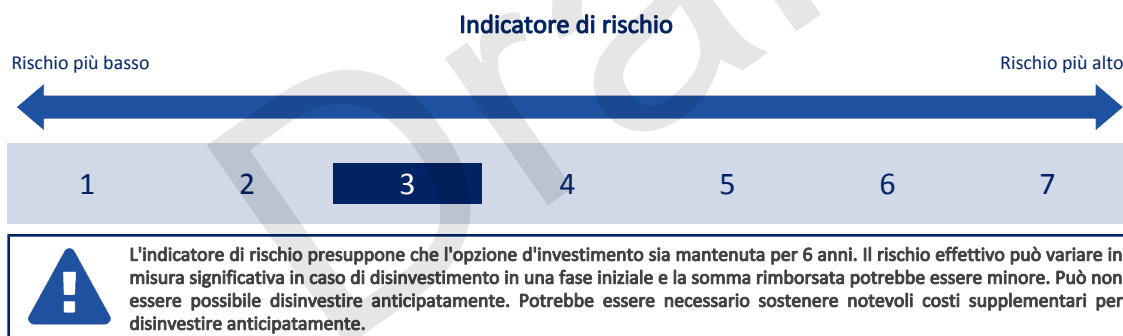 Indicatore di rischio
Rischio più basso
Rischio più alto
1 2 3 4 5 6 7
L'indicatore di rischio presuppone che l'opzione d'investimento sia mantenuta per 6 anni. Il rischio effettivo può variare in
misura significativa in caso di disinvestimento in una fase iniziale e la somma rimborsata potrebbe essere minore. Può non
essere possibile disinvestire anticipatamente. Potrebbe essere necessario sostenere notevoli costi supplementari per
disinvestire anticipatamente.